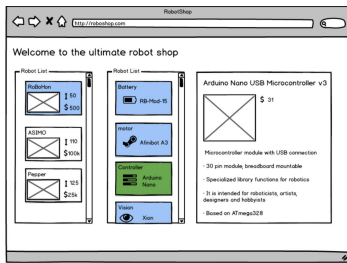 RobotShop
http://roboshop.com
Welcome to the ultimate robot shop
Robot List
RoBoHon
50
$ 500
ASIMO
110
$100k
Pepper
125
$25k
Robot List
Battery
RB-Mod-15
motor
Afinibot A3
Controller
Arduino
Nano
Vision
Xion
Arduino Nano USB Microcontroller v3
$ 31
· Microcontroller module with USB connection
· 30 pin module, breadboard mountable
· Specialized library functions for robotics
· It is intended for roboticists, artists,
designers and hobbyists
· Based on ATmega328